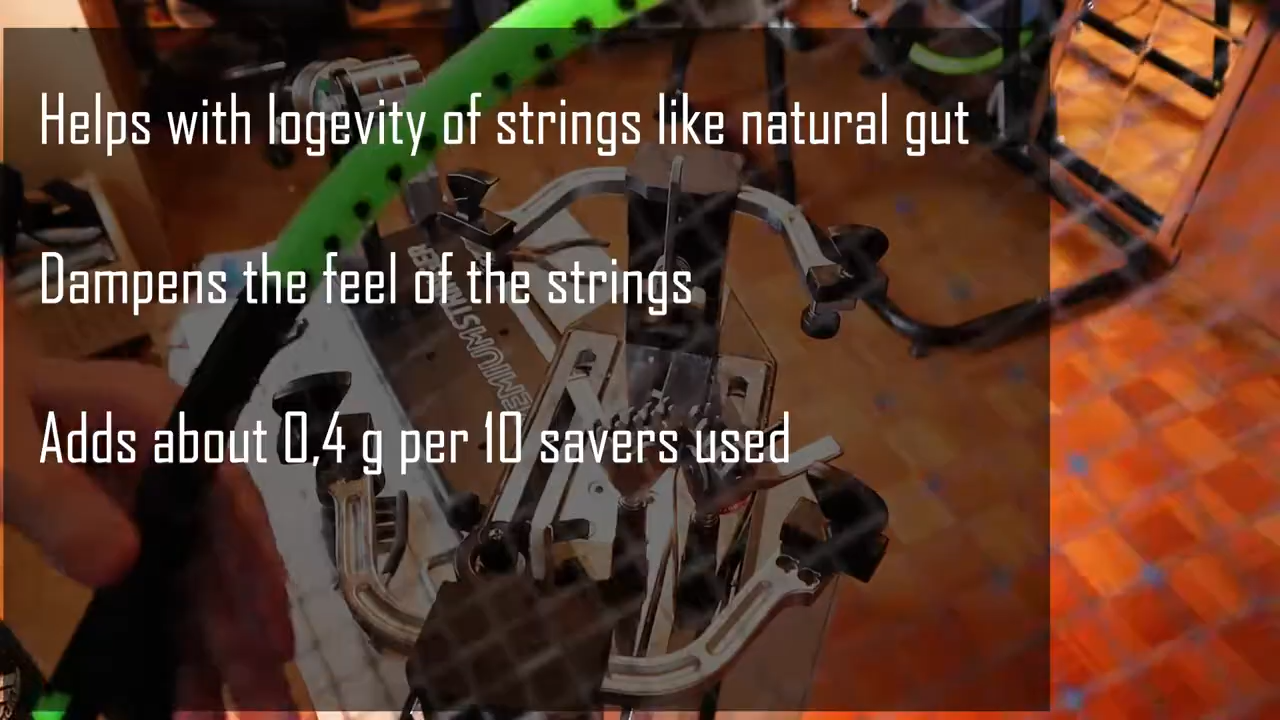 Helps with logevity of strings like natural gut
Dampens the feel of the strings
Adds about 0,4 g per 10 savers used